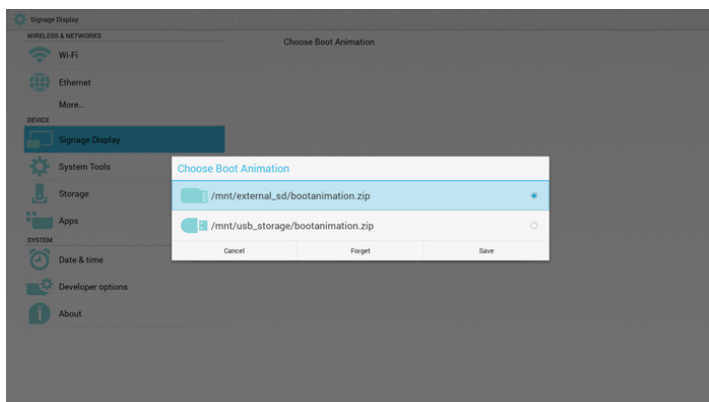 Signage Display
WIRELESS & NETWORKS
Wi-Fi
Ethernet
More...
DEVICE
Signage Display
System Tools
Storage
Apps
SYSTEM
Date & time
Developer options
About
Choose Boot Animation
Choose Boot Animation
/mnt/external_sd/bootanimation.zip
/mnt/usb_storage/bootanimation.zip
Cancel Forget Save